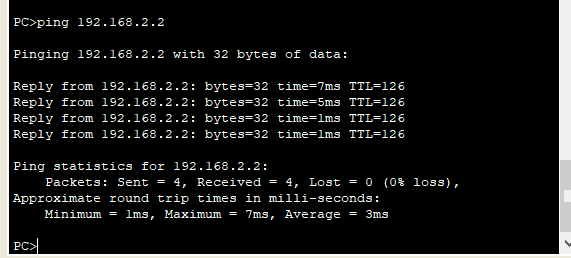 PC>ping 192.168.2.2
Pinging 192.168.2.2 with 32 bytes of data:
Reply from 192.168.2.2: bytes=32 time=7ms TTL=126
Reply from 192.168.2.2: bytes=32 time=5ms TTL=126
Reply from 192.168.2.2: bytes=32 time=1ms TTL=126
Reply from 192.168.2.2: bytes=32 time=1ms TTL=126
Ping statistics for 192.168.2.2:
    Packets: Sent = 4, Received = 4, Lost = 0 (0% loss),
Approximate round trip times in milli-seconds:
    Minimum = 1ms, Maximum = 7ms, Average = 3ms
PC>